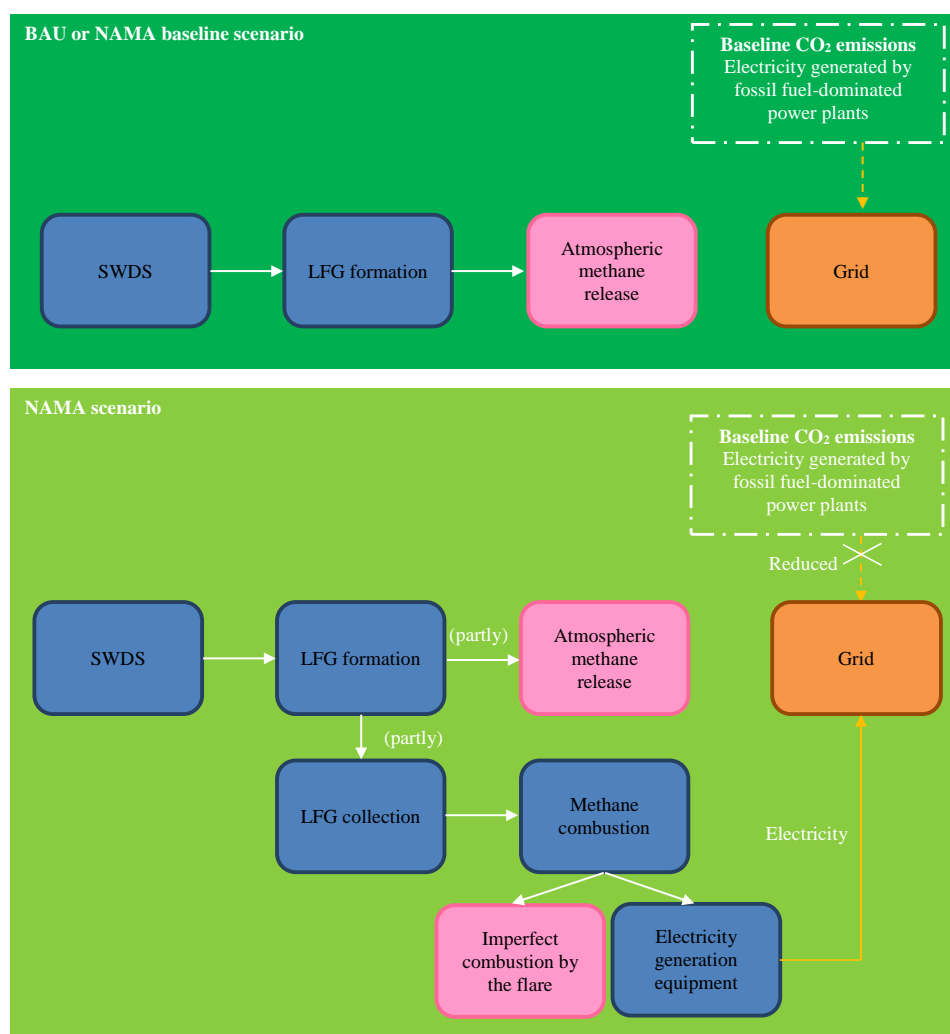 BAU or NAMA baseline scenario
Baseline CO₂ emissions
Electricity generated by
fossil fuel-dominated
power plants
SWDS
LFG formation
Atmospheric
methane
release
Grid
NAMA scenario
Baseline CO₂ emissions
Electricity generated by
fossil fuel-dominated
power plants
Reduced
SWDS
LFG formation
(partly)
Atmospheric
methane
release
Grid
(partly)
LFG collection
Methane
combustion
Electricity
Imperfect
combustion by
the flare
Electricity
generation
equipment